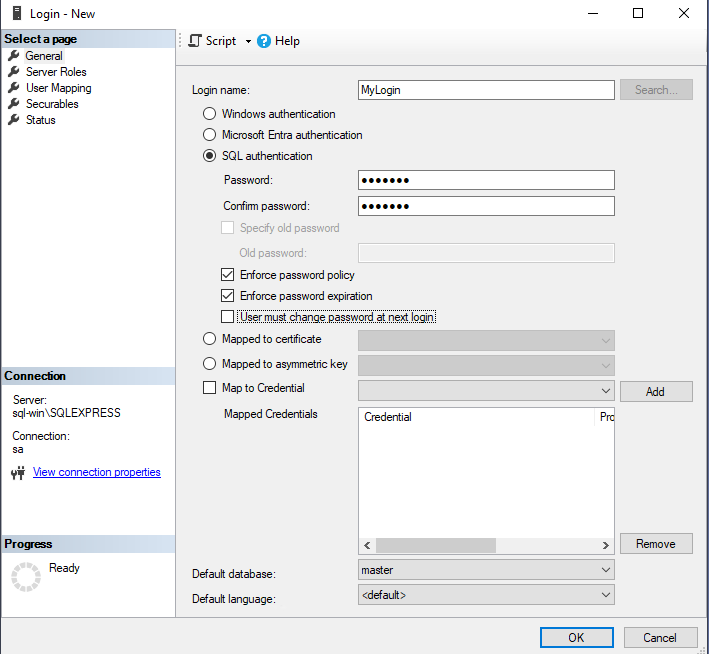 Login - New
Select a page
General
Server Roles
User Mapping
Securables
Status
Script
Help
Login name:
MyLogin
Search...
Windows authentication
Microsoft Entra authentication
SQL authentication
Password:
●●●●●●●
Confirm password:
●●●●●●●
Specify old password
Old password:
Enforce password policy
Enforce password expiration
User must change password at next login
Mapped to certificate
Mapped to asymmetric key
Map to Credential
Add
Mapped Credentials
Credential
Pro
Remove
Default database:
master
Default language:
<default>
Connection
Server:
sql-win\SQLEXPRESS
Connection:
sa
View connection properties
Progress
Ready
OK
Cancel